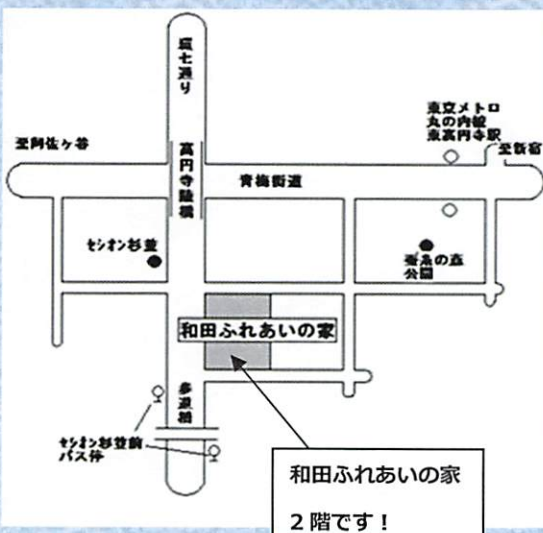 環七通り
東京メトロ
丸の内線
東高円寺駅
至新宿
至阿佐ヶ谷
高円寺陸橋
青梅街道
セシオン杉並
蚕糸の森
公園
和田ふれあいの家
歩道橋
セシオン杉並前
バス停
和田ふれあいの家
２階です！